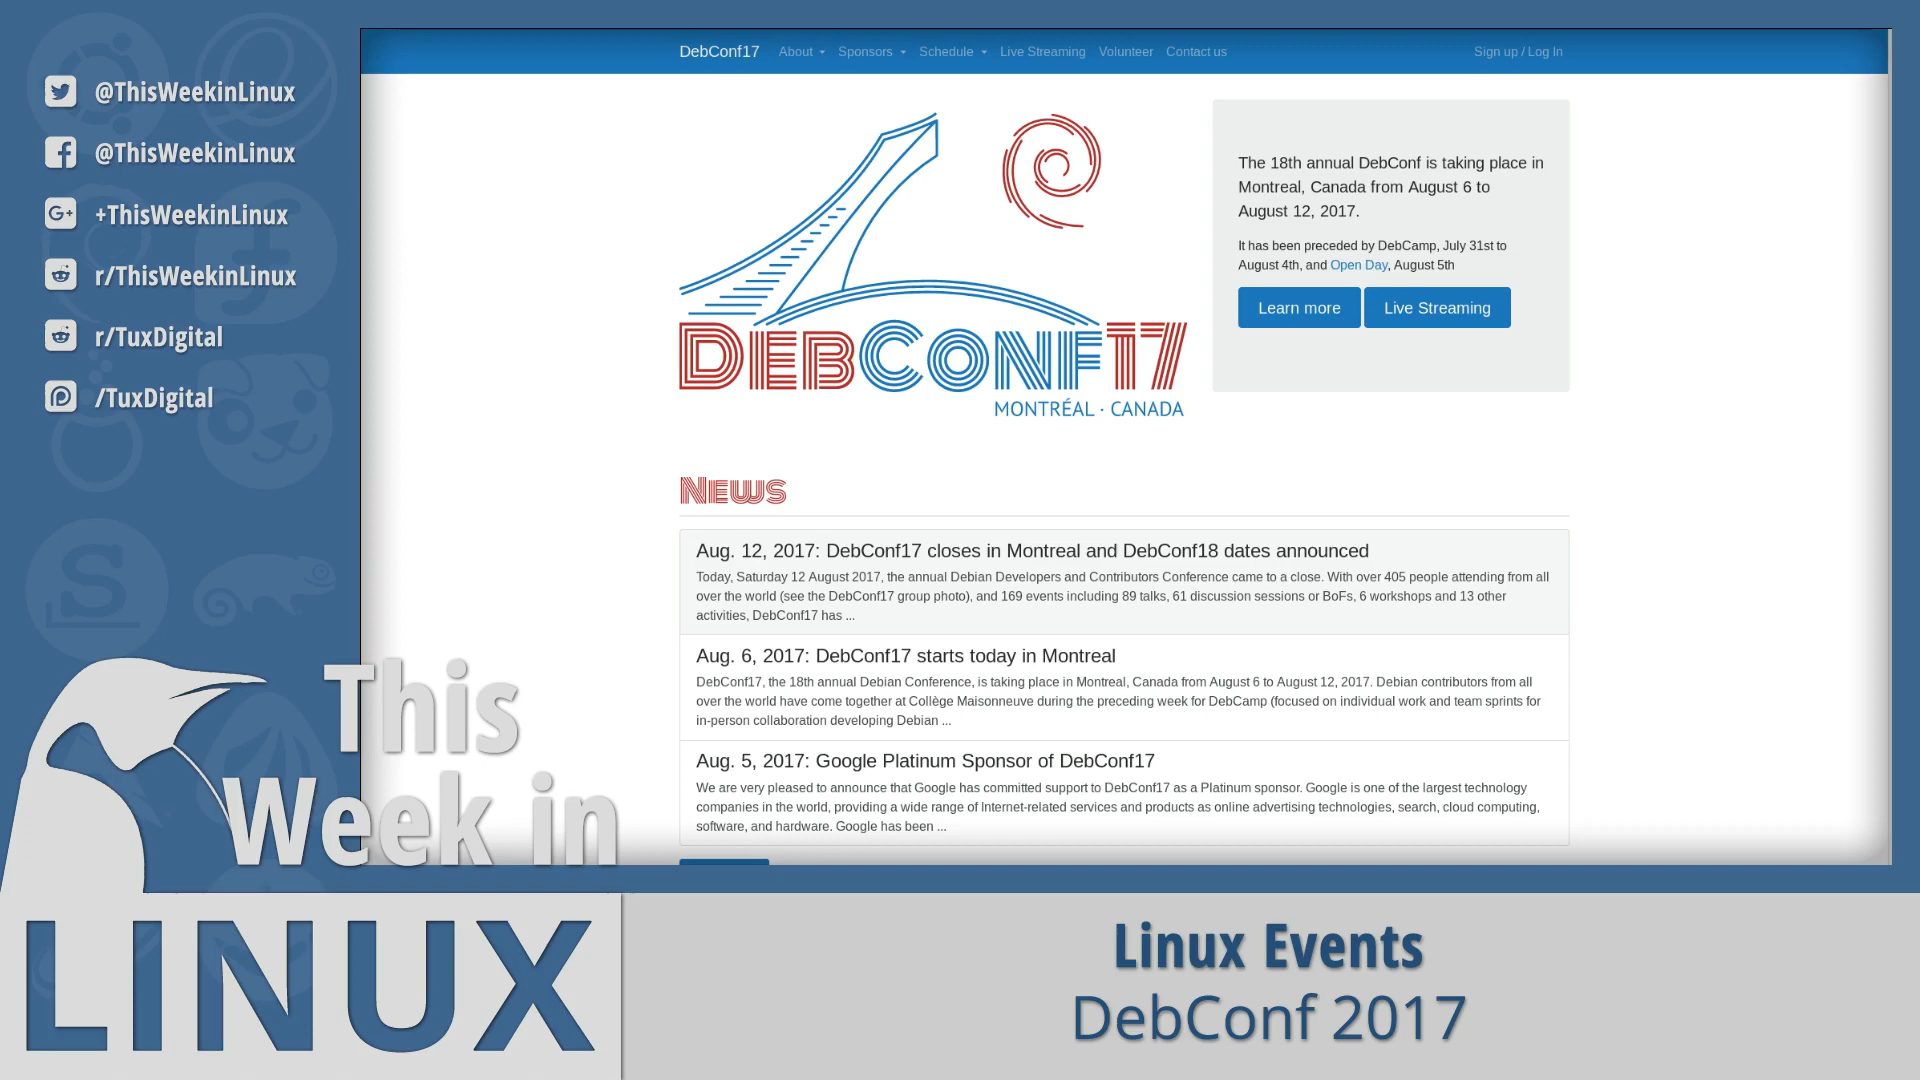 @ThisWeekinLinux
@ThisWeekinLinux
+ThisWeekinLinux
r/ThisWeekinLinux
r/TuxDigital
/TuxDigital
DebConf17 About Sponsors Schedule Live Streaming Volunteer Contact us Sign up / Log In
DEBCONF17
MONTRÉAL · CANADA
The 18th annual DebConf is taking place in
Montreal, Canada from August 6 to
August 12, 2017.
It has been preceded by DebCamp, July 31st to
August 4th, and Open Day, August 5th
Learn more Live Streaming
NEWS
Aug. 12, 2017: DebConf17 closes in Montreal and DebConf18 dates announced
Today, Saturday 12 August 2017, the annual Debian Developers and Contributors Conference came to a close. With over 405 people attending from all
over the world (see the DebConf17 group photo), and 169 events including 89 talks, 61 discussion sessions or BoFs, 6 workshops and 13 other
activities, DebConf17 has ...
Aug. 6, 2017: DebConf17 starts today in Montreal
DebConf17, the 18th annual Debian Conference, is taking place in Montreal, Canada from August 6 to August 12, 2017. Debian contributors from all
over the world have come together at Collège Maisonneuve during the preceding week for DebCamp (focused on individual work and team sprints for
in-person collaboration developing Debian ...
Aug. 5, 2017: Google Platinum Sponsor of DebConf17
We are very pleased to announce that Google has committed support to DebConf17 as a Platinum sponsor. Google is one of the largest technology
companies in the world, providing a wide range of Internet-related services and products as online advertising technologies, search, cloud computing,
software, and hardware. Google has been ...
This
Week in
LINUX
Linux Events
DebConf 2017